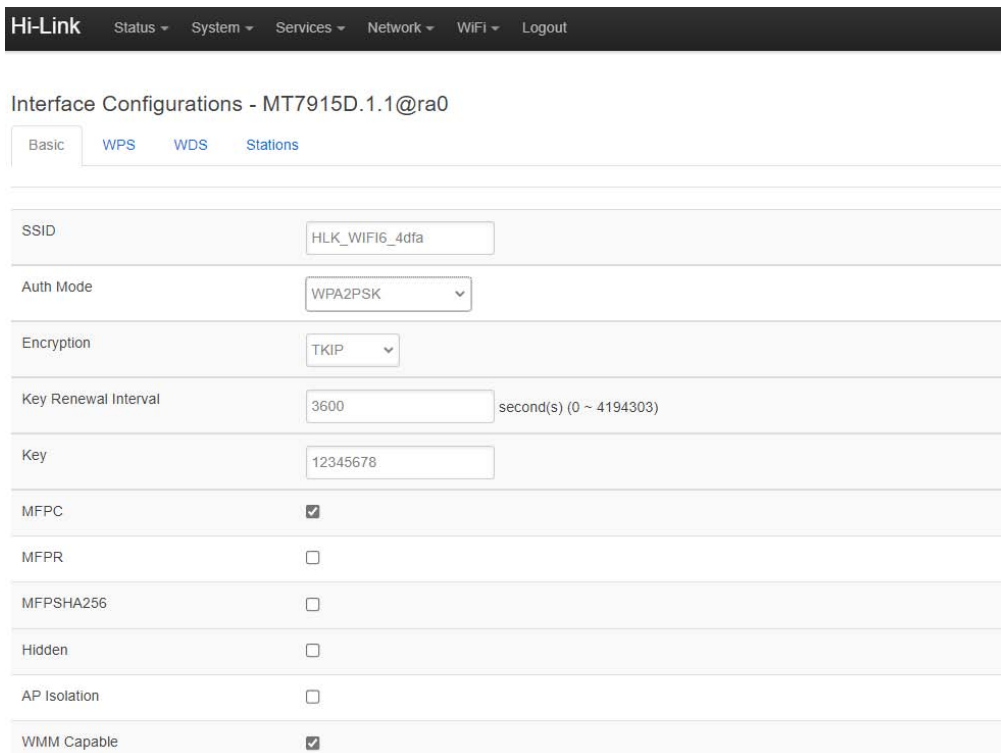 Hi-Link Status System Services Network WiFi Logout
Interface Configurations - MT7915D.1.1@ra0
Basic WPS WDS Stations
SSID HLK_WIFI6_4dfa
Auth Mode WPA2PSK
Encryption TKIP
Key Renewal Interval 3600 second(s) (0 ~ 4194303)
Key 12345678
MFPC
MFPR
MFPSHA256
Hidden
AP Isolation
WMM Capable